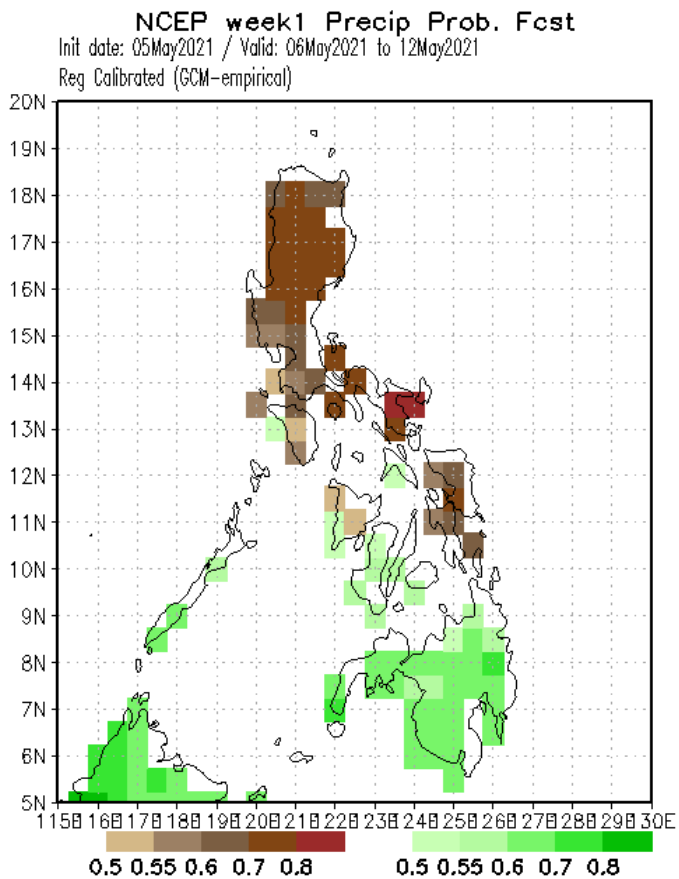 NCEP week1 Precip Prob. Fcst
Init date: 05May2021 / Valid: 06May2021 to 12May2021
Reg Calibrated (GCM-empirical)
20N
19N
18N
17N
16N
15N
14N
13N
12N
11N
10N
9N
8N
7N
6N
5N
115E 116E 117E 118E 119E 120E 121E 122E 123E 124E 125E 126E 127E 128E 129E 130E
0.5 0.55 0.6 0.7 0.8 0.5 0.55 0.6 0.7 0.8